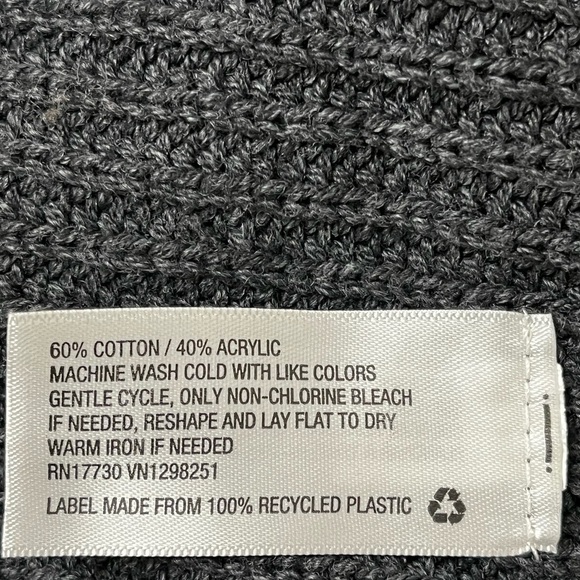 60% COTTON / 40% ACRYLIC
MACHINE WASH COLD WITH LIKE COLORS
GENTLE CYCLE, ONLY NON-CHLORINE BLEACH
IF NEEDED, RESHAPE AND LAY FLAT TO DRY
WARM IRON IF NEEDED
RN17730 VN1298251
LABEL MADE FROM 100% RECYCLED PLASTIC